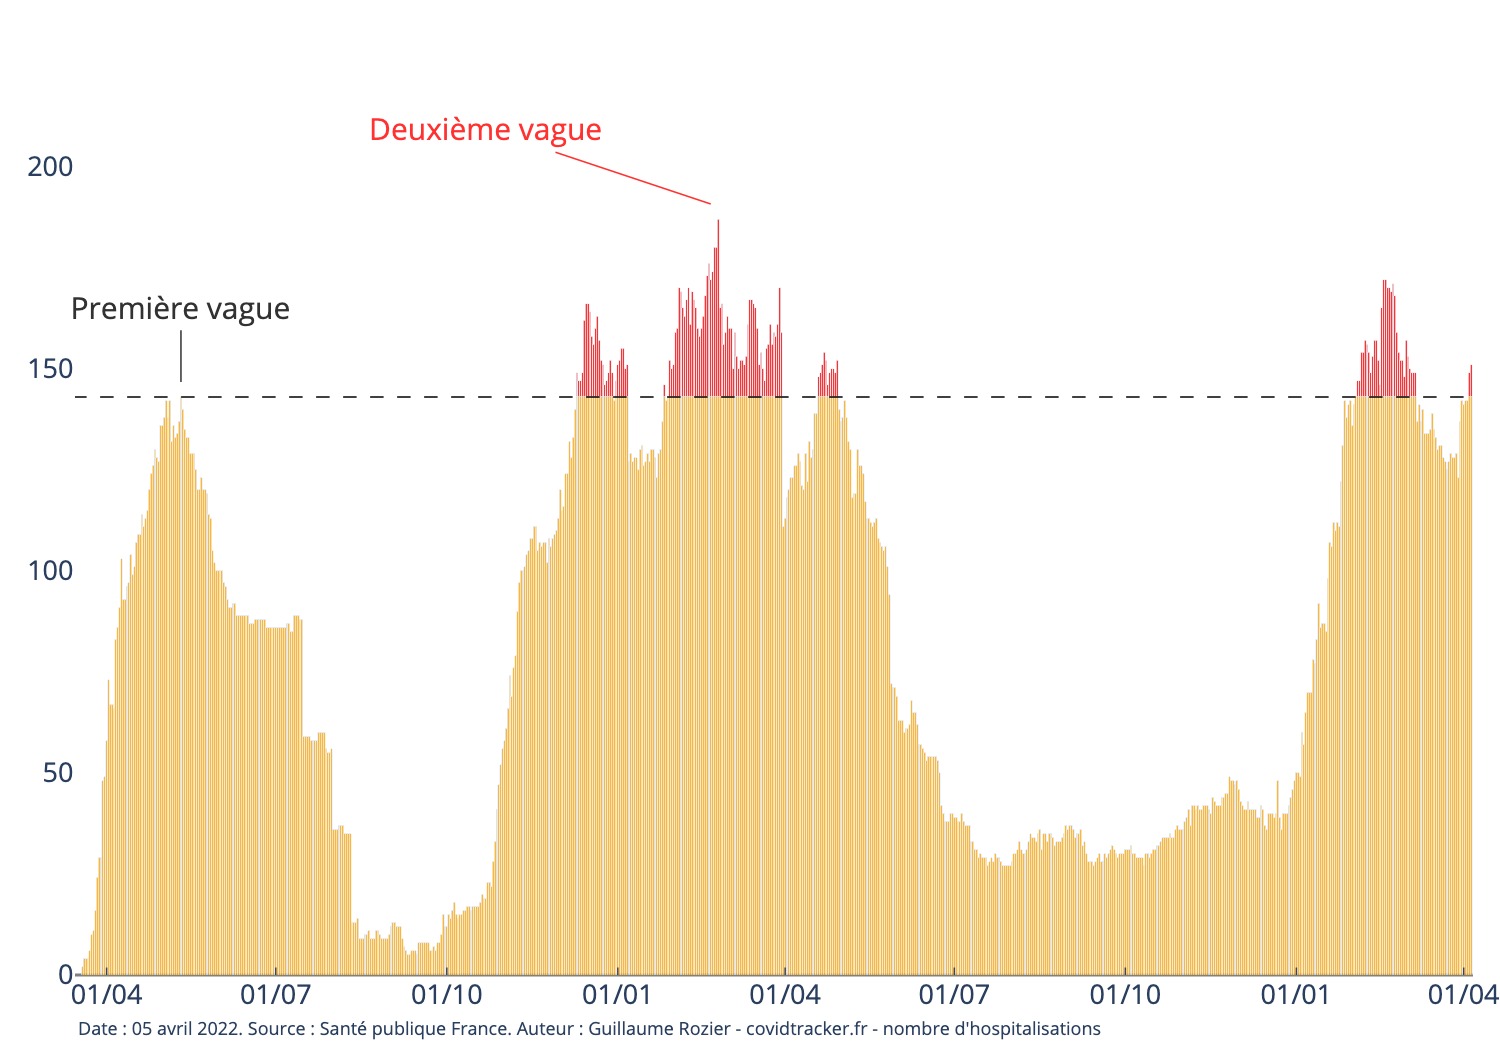 Deuxième vague
200
Première vague
150
100
50
0
01/04 01/07 01/10 01/01 01/04 01/07 01/10 01/01 01/04
Date : 05 avril 2022. Source : Santé publique France. Auteur : Guillaume Rozier - covidtracker.fr - nombre d'hospitalisations